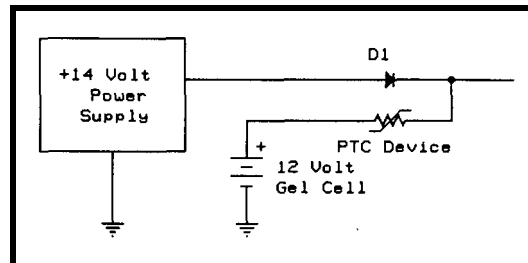 +14 Volt
Power
Supply
D1
PTC Device
+
12 Volt
Gel Cell